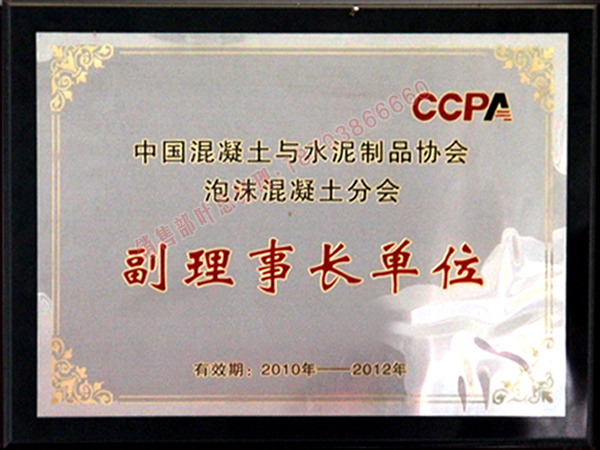 CCPA
中国混凝土与水泥制品协会
泡沫混凝土分会
副理事长单位
有效期：2010年——2012年